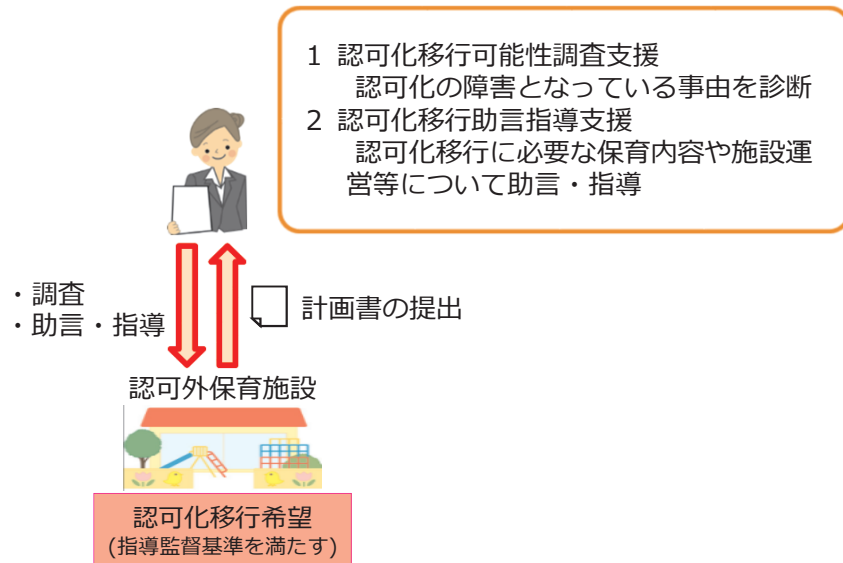 1 認可化移行可能性調査支援
認可化の障害となっている事由を診断
2 認可化移行助言指導支援
認可化移行に必要な保育内容や施設運
営等について助言・指導
・調査
・助言・指導
計画書の提出
認可外保育施設
認可化移行希望
(指導監督基準を満たす)